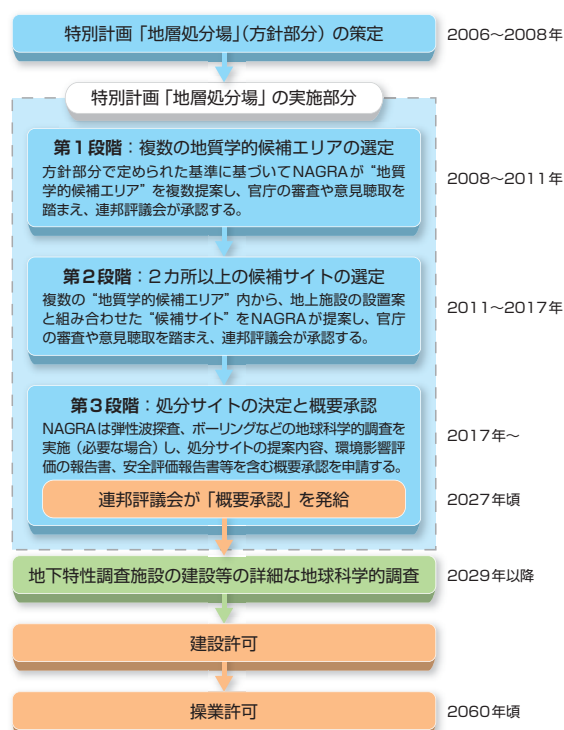 特別計画「地層処分場」（方針部分）の策定
2006～2008年
特別計画「地層処分場」の実施部分
第1段階：複数の地質学的候補エリアの選定
方針部分で定められた基準に基づいてNAGRAが“地質
学的候補エリア”を複数提案し、官庁の審査や意見聴取を
踏まえ、連邦評議会が承認する。
2008～2011年
第2段階：2カ所以上の候補サイトの選定
複数の“地質学的候補エリア”内から、地上施設の設置案
と組み合わせた“候補サイト”をNAGRAが提案し、官庁
の審査や意見聴取を踏まえ、連邦評議会が承認する。
2011～2017年
第3段階：処分サイトの決定と概要承認
NAGRAは弾性波探査、ボーリングなどの地球科学的調査を
実施（必要な場合）し、処分サイトの提案内容、環境影響評
価の報告書、安全評価報告書等を含む概要承認を申請する。
2017年～
連邦評議会が「概要承認」を発給
2027年頃
地下特性調査施設の建設等の詳細な地球科学的調査
2029年以降
建設許可
操業許可
2060年頃